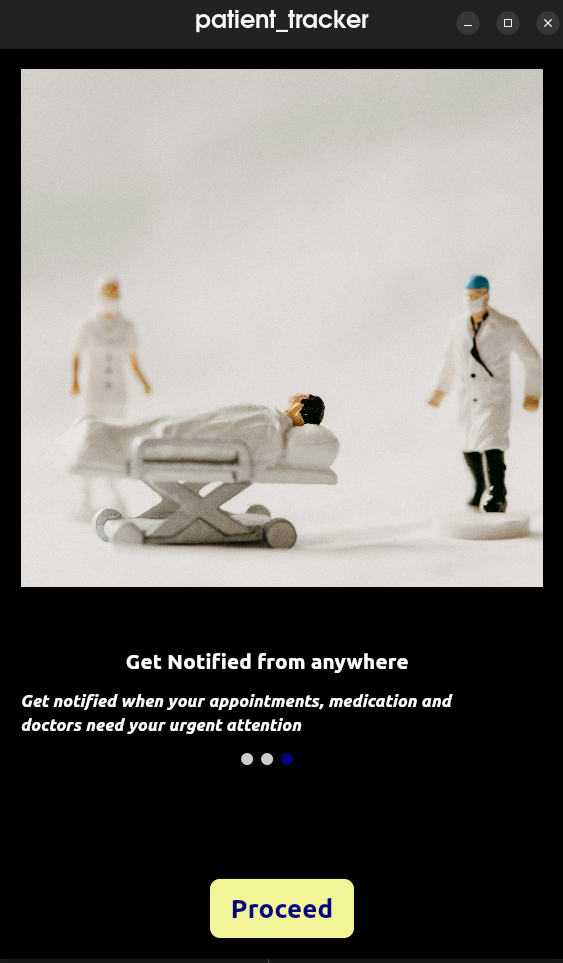 patient_tracker
Get Notified from anywhere
Get notified when your appointments, medication and
doctors need your urgent attention
Proceed